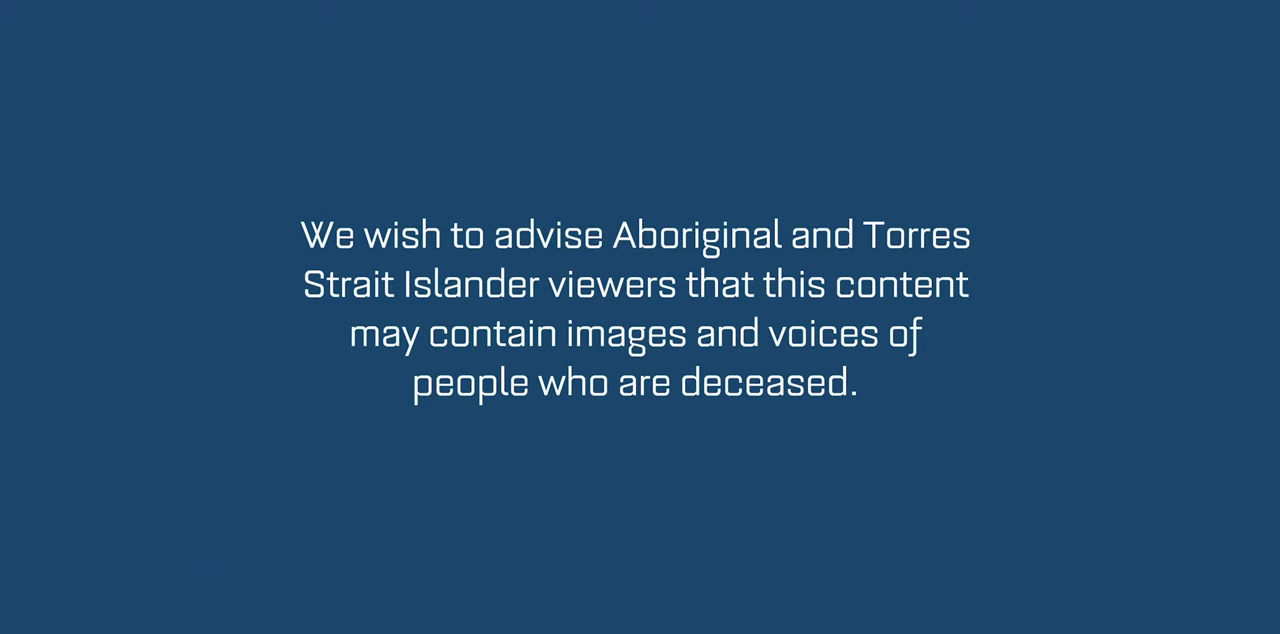 We wish to advise Aboriginal and Torres
Strait Islander viewers that this content
may contain images and voices of
people who are deceased.